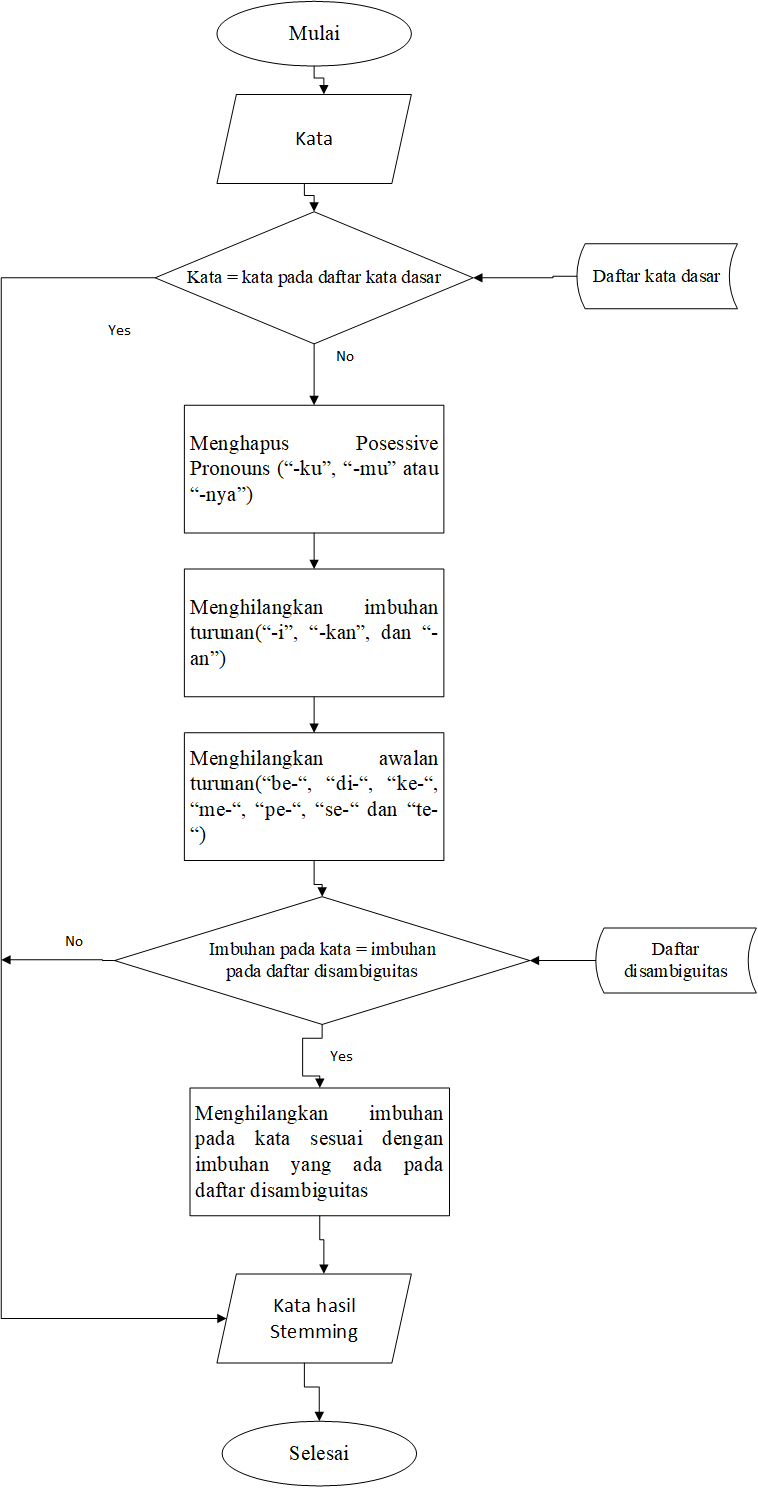 Mulai
Kata
Kata = kata pada daftar kata dasar
Daftar kata dasar
Yes
No
Menghapus Posessive
Pronouns (“-ku”, “-mu” atau
“-nya”)
Menghilangkan imbuhan
turunan(“-i”, “-kan”, dan “-
an”)
Menghilangkan awalan
turunan(“be-“, “di-“, “ke-“,
“me-“, “pe-“, “se-“ dan “te-
“)
No
Imbuhan pada kata = imbuhan
pada daftar disambiguitas
Daftar
disambiguitas
Yes
Menghilangkan imbuhan
pada kata sesuai dengan
imbuhan yang ada pada
daftar disambiguitas
Kata hasil
Stemming
Selesai